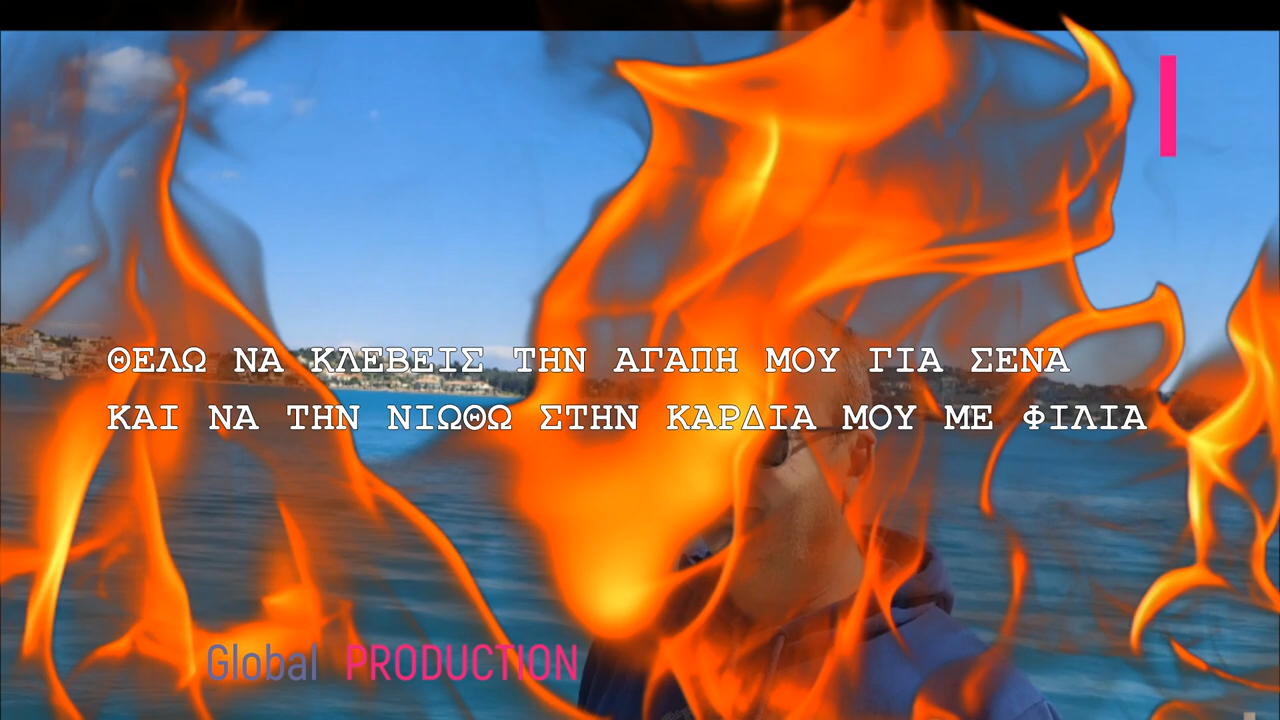 ΘΕΛΩ ΝΑ ΚΛΕΒΕΙΣ ΤΗΝ ΑΓΑΠΗ ΜΟΥ ΓΙΑ ΣΕΝΑ
ΚΑΙ ΝΑ ΤΗΝ ΝΙΩΘΩ ΣΤΗΝ ΚΑΡΔΙΑ ΜΟΥ ΜΕ ΦΙΛΙΑ
Global PRODUCTION